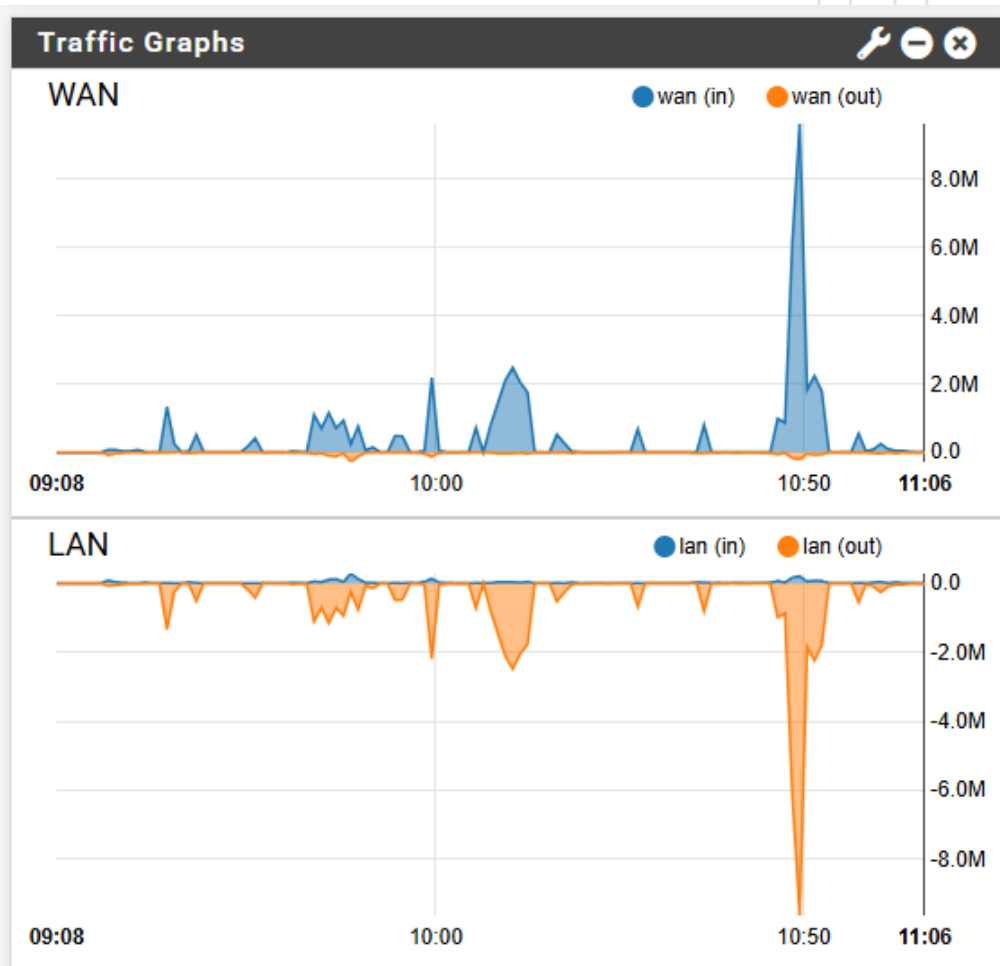 Traffic Graphs
WAN
wan (in) wan (out)
8.0M
6.0M
4.0M
2.0M
0.0
09:08 10:00 10:50 11:06
LAN
lan (in) lan (out)
0.0
-2.0M
-4.0M
-6.0M
-8.0M
09:08 10:00 10:50 11:06